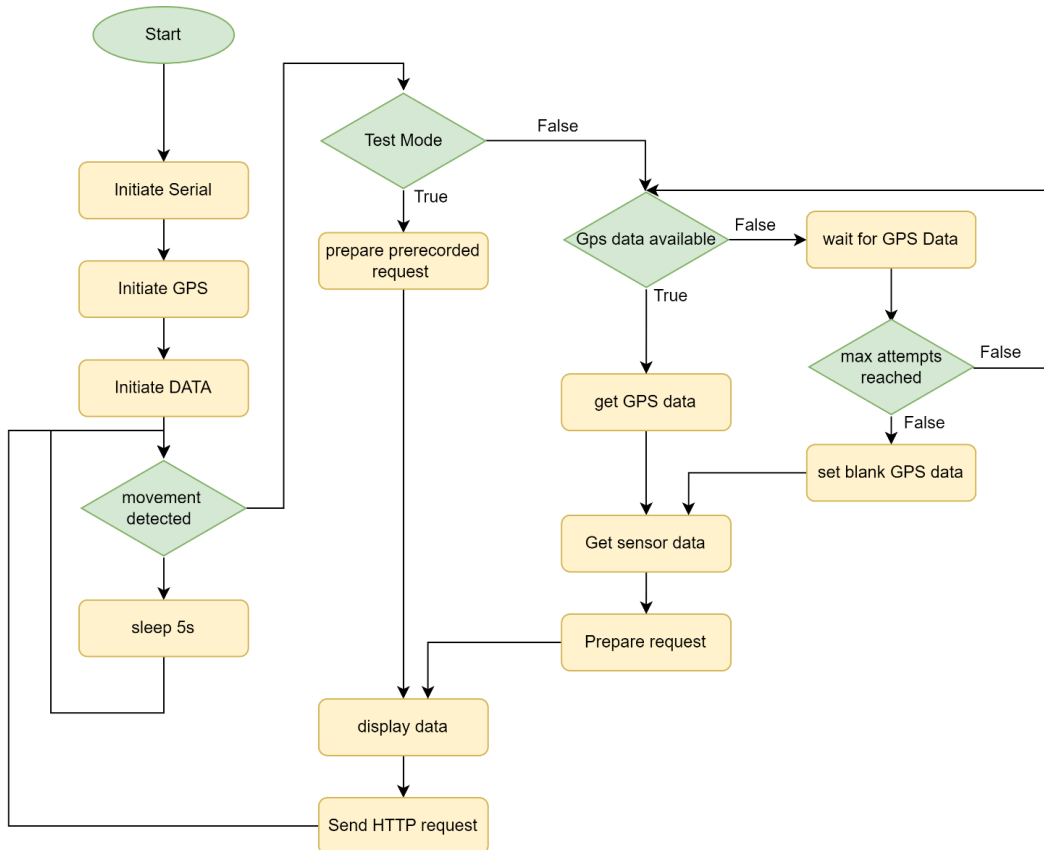 Start
Initiate Serial
Initiate GPS
Initiate DATA
movement
detected
sleep 5s
Test Mode
False
True
prepare prerecorded
request
Gps data available
False
True
wait for GPS Data
max attempts
reached
False
False
get GPS data
set blank GPS data
Get sensor data
Prepare request
display data
Send HTTP request